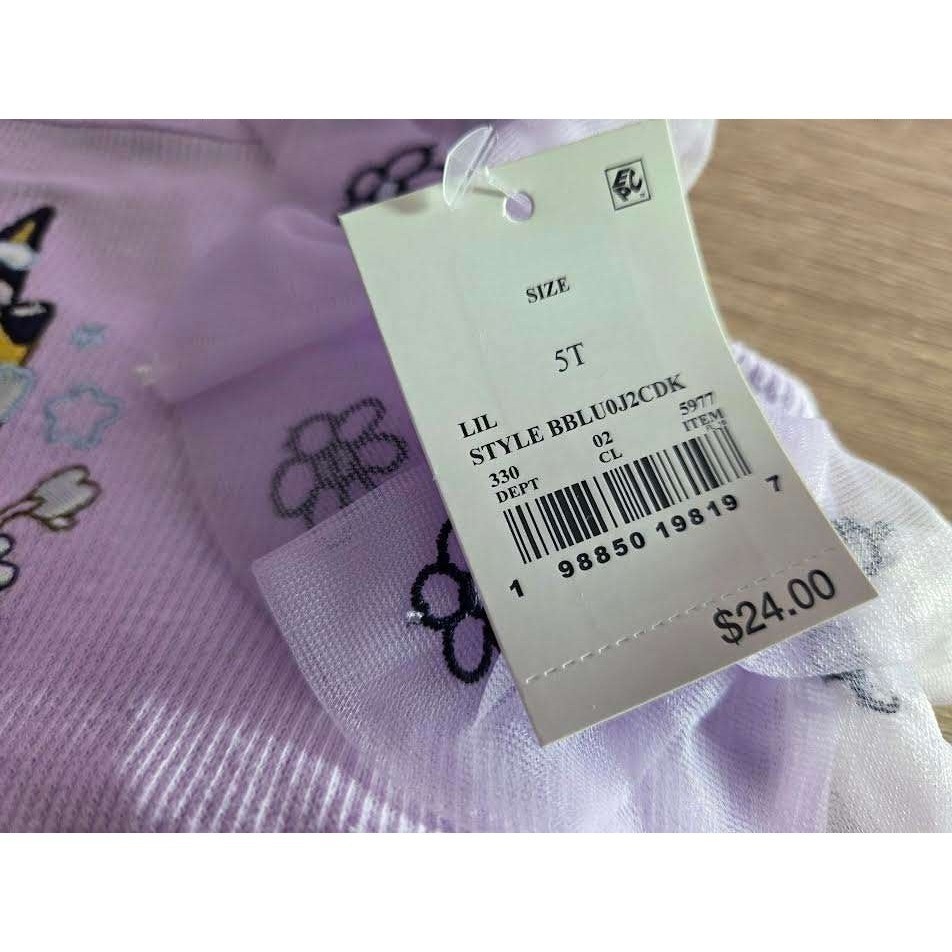 SIZE
5T
LIL
STYLE BBLU0J2CDK
330 02 5977
DEPT CL ITEM
1 98850 19819 7
$24.00